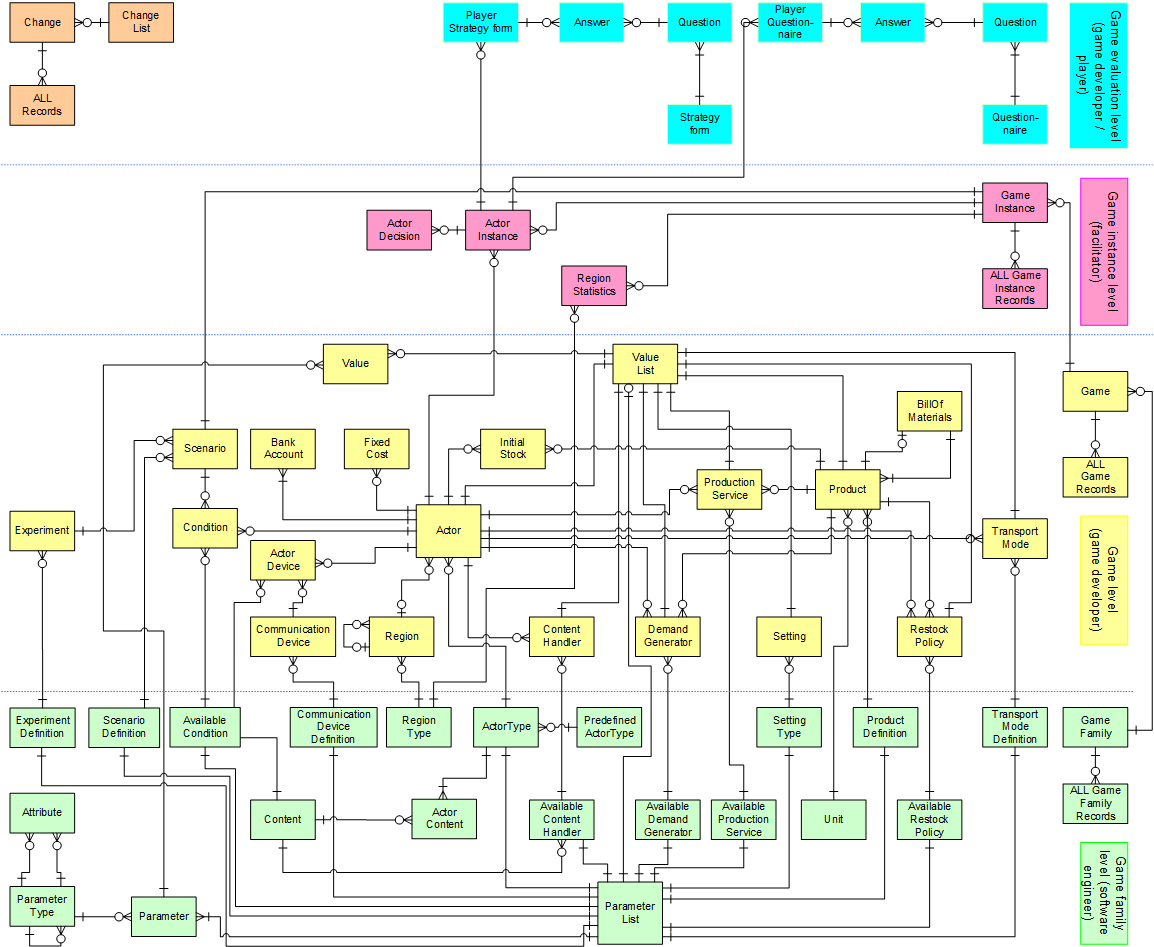 Change
Change
List
ALL
Records
Player
Strategy form
Answer
Question
Player
Question-
naire
Answer
Question
Strategy
form
Question-
naire
Game evaluation level
(game developer /
player)
Actor
Decision
Actor
Instance
Region
Statistics
Game
Instance
ALL Game
Instance
Records
Game instance level
(facilitator)
Value
Value
List
Game
BillOf
Materials
Scenario
Bank
Account
Fixed
Cost
Initial
Stock
ALL
Game
Records
Production
Service
Product
Experiment
Condition
Actor
Transport
Mode
Actor
Device
Communication
Device
Region
Content
Handler
Demand
Generator
Setting
Restock
Policy
Game level
(game developer)
Experiment
Definition
Scenario
Definition
Available
Condition
Communication
Device
Definition
Region
Type
ActorType
Predefined
ActorType
Setting
Type
Product
Definition
Transport
Mode
Definition
Game
Family
Attribute
Content
Actor
Content
Available
Content
Handler
Available
Demand
Generator
Available
Production
Service
Unit
Available
Restock
Policy
ALL Game
Family
Records
Parameter
Type
Parameter
Parameter
List
Game family
level (software
engineer)